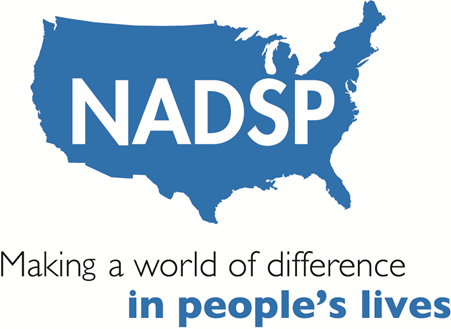 NADSP
Making a world of difference
in people's lives